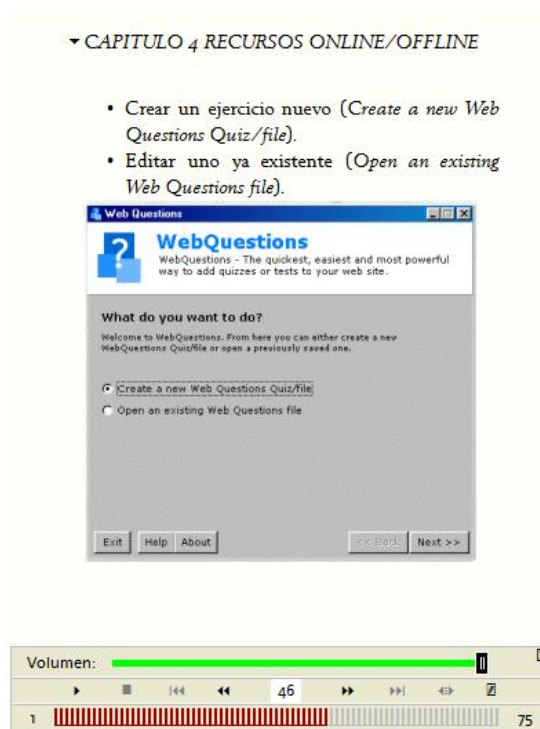 CAPITULO 4 RECURSOS ONLINE/OFFLINE
• Crear un ejercicio nuevo (Create a new Web
Questions Quiz/file).
• Editar uno ya existente (Open an existing
Web Questions file).
Web Questions
?
WebQuestions
WebQuestions - The quickest, easiest and most powerful
way to add quizzes or tests to your web site.
What do you want to do?
Welcome to WebQuestions. From here you can either create a new
WebQuestions Quiz/file or open a previously saved one.
Create a new Web Questions Quiz/file
Open an existing Web Questions file
Exit Help About << Back Next >>
Volumen:
46
1 75